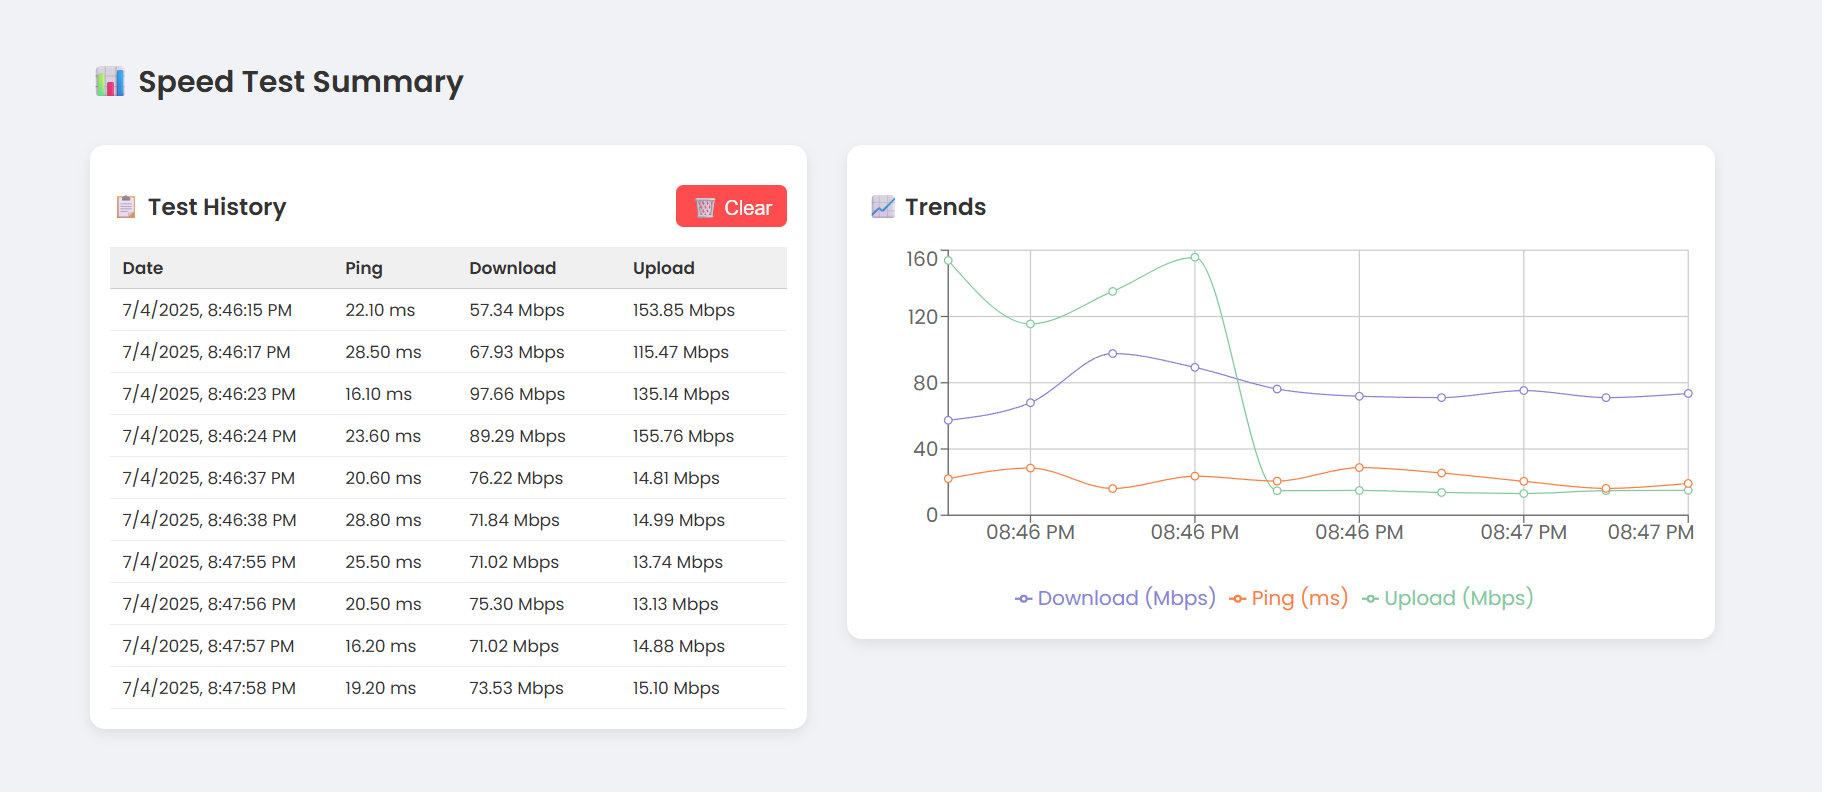 Speed Test Summary
Test History
Clear
Date Ping Download Upload
7/4/2025, 8:46:15 PM 22.10 ms 57.34 Mbps 153.85 Mbps
7/4/2025, 8:46:17 PM 28.50 ms 67.93 Mbps 115.47 Mbps
7/4/2025, 8:46:23 PM 16.10 ms 97.66 Mbps 135.14 Mbps
7/4/2025, 8:46:24 PM 23.60 ms 89.29 Mbps 155.76 Mbps
7/4/2025, 8:46:37 PM 20.60 ms 76.22 Mbps 14.81 Mbps
7/4/2025, 8:46:38 PM 28.80 ms 71.84 Mbps 14.99 Mbps
7/4/2025, 8:47:55 PM 25.50 ms 71.02 Mbps 13.74 Mbps
7/4/2025, 8:47:56 PM 20.50 ms 75.30 Mbps 13.13 Mbps
7/4/2025, 8:47:57 PM 16.20 ms 71.02 Mbps 14.88 Mbps
7/4/2025, 8:47:58 PM 19.20 ms 73.53 Mbps 15.10 Mbps
Trends
160
120
80
40
0
08:46 PM 08:46 PM 08:46 PM 08:47 PM 08:47 PM
Download (Mbps) Ping (ms) Upload (Mbps)